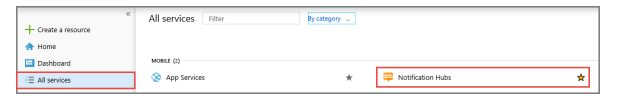 «
All services
Filter
By category
Create a resource
Home
Dashboard
All services
MOBILE (2)
App Services
Notification Hubs